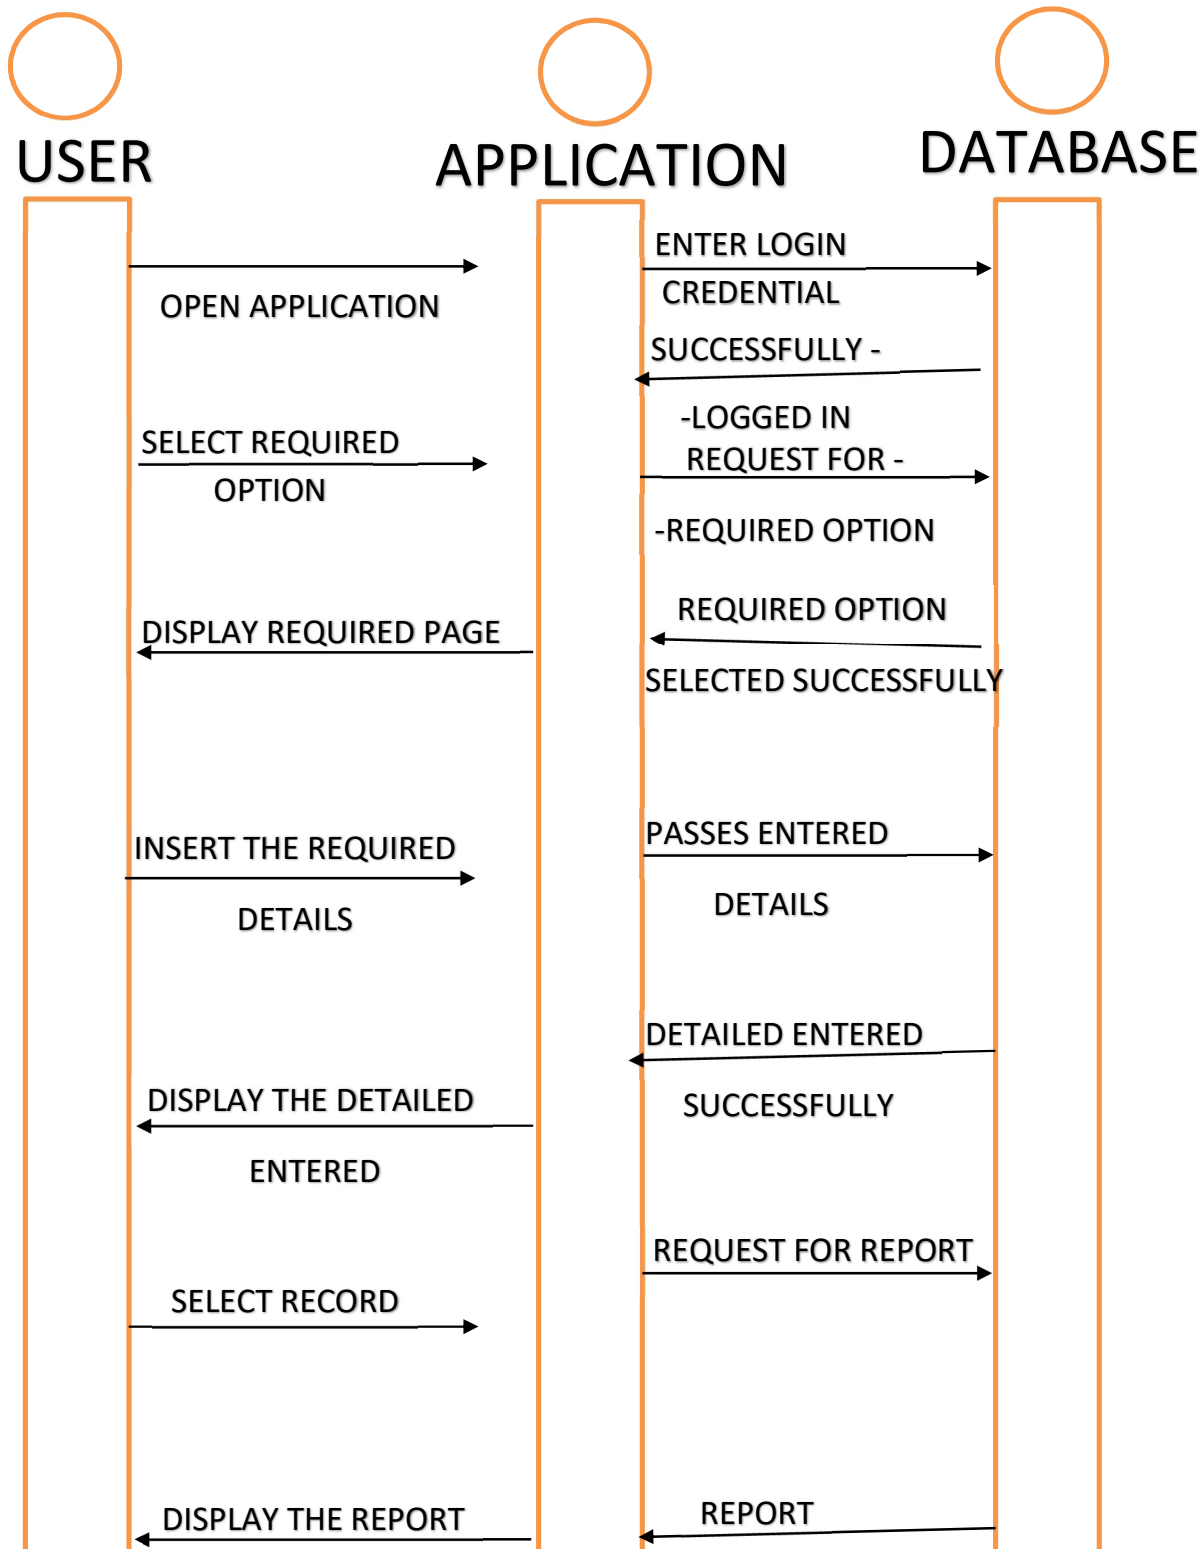 USER
APPLICATION
DATABASE
ENTER LOGIN
CREDENTIAL
OPEN APPLICATION
SUCCESSFULLY -
-LOGGED IN
SELECT REQUIRED
OPTION
REQUEST FOR -
-REQUIRED OPTION
REQUIRED OPTION
SELECTED SUCCESSFULLY
DISPLAY REQUIRED PAGE
INSERT THE REQUIRED
DETAILS
PASSES ENTERED
DETAILS
DETAILED ENTERED
SUCCESSFULLY
DISPLAY THE DETAILED
ENTERED
REQUEST FOR REPORT
SELECT RECORD
REPORT
DISPLAY THE REPORT